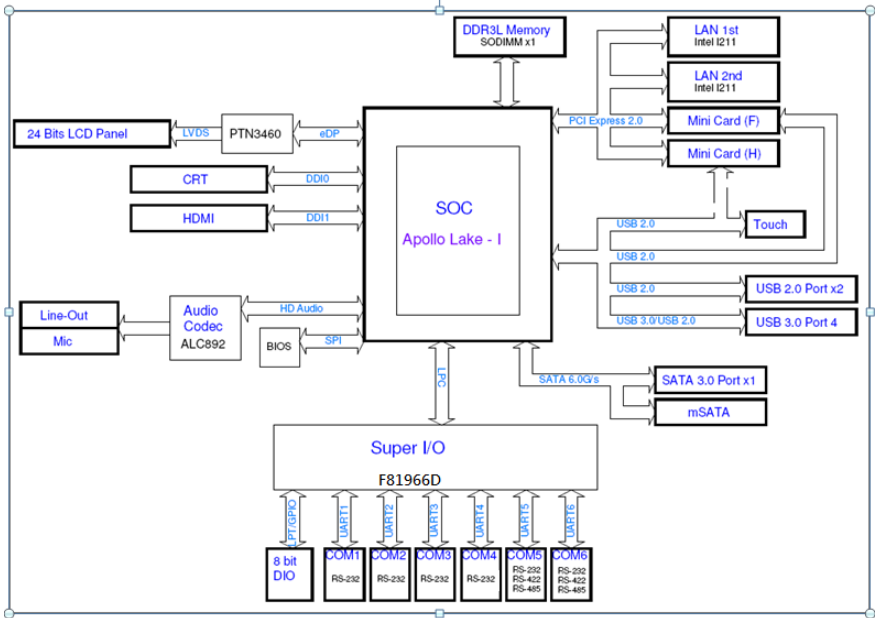 DDR3L Memory
SODIMM x1
LAN 1st
Intel I211
LAN 2nd
Intel I211
PCI Express 2.0
Mini Card (F)
Mini Card (H)
24 Bits LCD Panel
LVDS
PTN3460
eDP
CRT
DDI0
HDMI
DDI1
SOC
Apollo Lake - I
USB 2.0
Touch
USB 2.0
USB 2.0
USB 2.0 Port x2
USB 3.0/USB 2.0
USB 3.0 Port 4
Line-Out
Mic
Audio
Codec
ALC892
HD Audio
BIOS
SPI
LPC
SATA 6.0G/s
SATA 3.0 Port x1
mSATA
Super I/O
F81966D
LPT/GPIO
UART1
UART2
UART3
UART4
UART5
UART6
8 bit
DIO
COM1
RS-232
COM2
RS-232
COM3
RS-232
COM4
RS-232
COM5
RS-232
RS-422
RS-485
COM6
RS-232
RS-422
RS-485